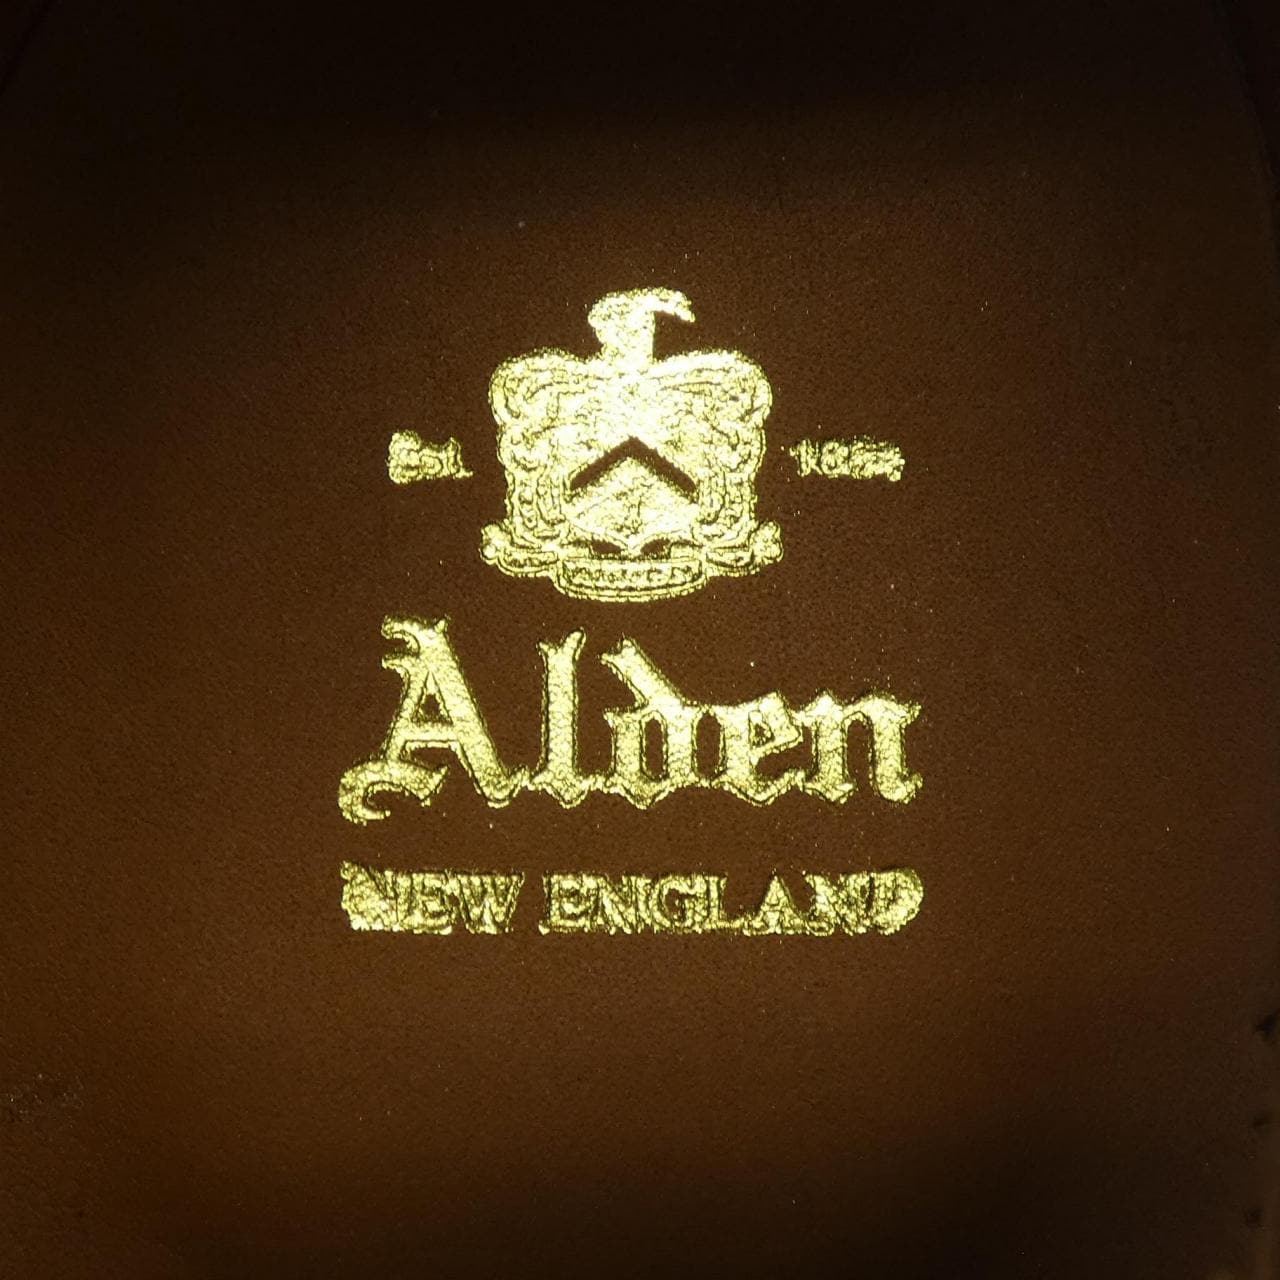 Est. 1884
Alden
NEW ENGLAND